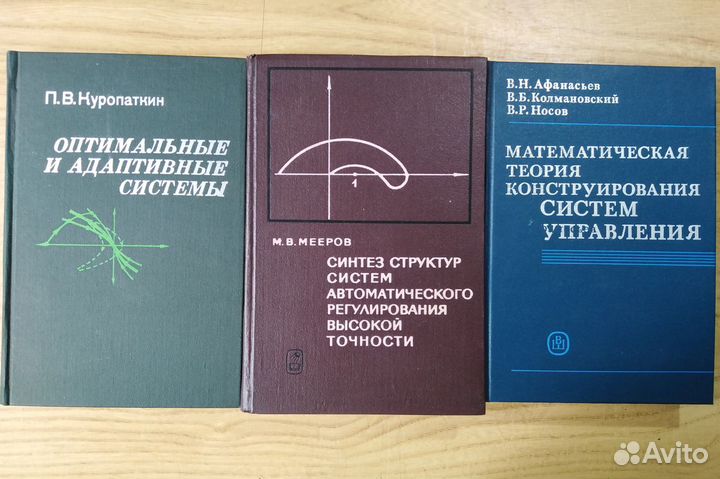 П.В.Куропаткин
ОПТИМАЛЬНЫЕ
И АДАПТИВНЫЕ
СИСТЕМЫ
1
М.В.МЕЕРОВ
СИНТЕЗ СТРУКТУР
СИСТЕМ
АВТОМАТИЧЕСКОГО
РЕГУЛИРОВАНИЯ
ВЫСОКОЙ
ТОЧНОСТИ
В.Н.Афанасьев
В.Б.Колмановский
В.Р.Носов
МАТЕМАТИЧЕСКАЯ
ТЕОРИЯ
КОНСТРУИРОВАНИЯ
СИСТЕМ
УПРАВЛЕНИЯ
Avito